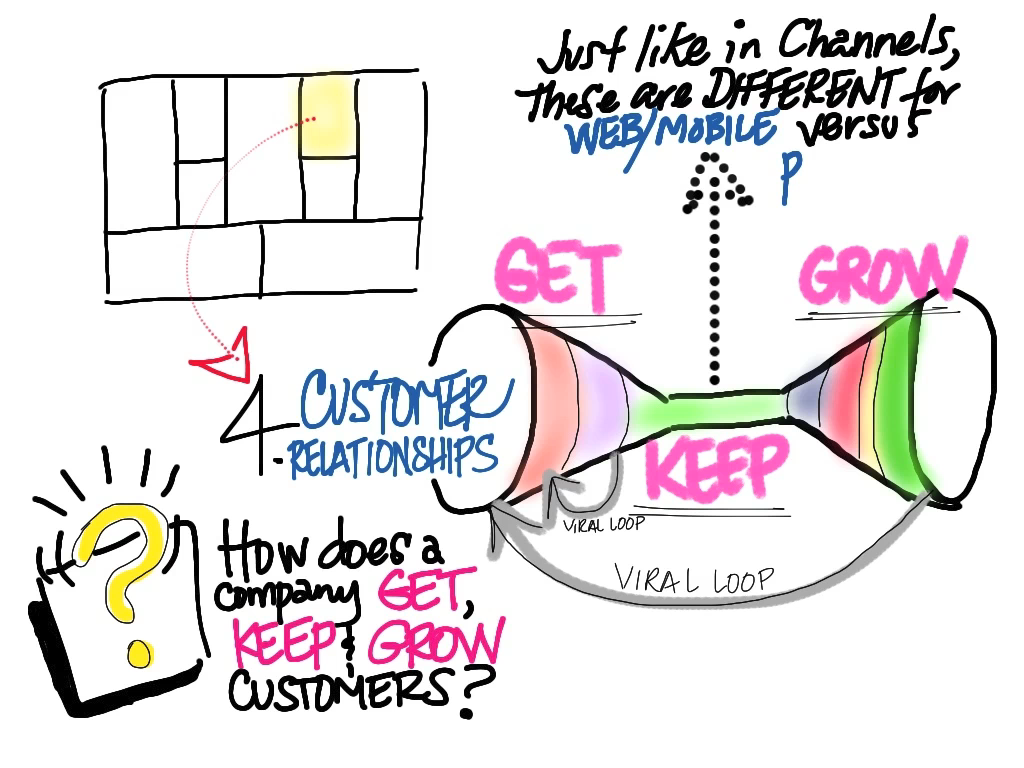 Just like in Channels,
These are DIFFERENT for
WEB/MOBILE versus
P
GET
GROW
4. CUSTOMER
RELATIONSHIPS
KEEP
VIRAL LOOP
VIRAL LOOP
?
How does a
company GET,
KEEP & GROW
CUSTOMERS?